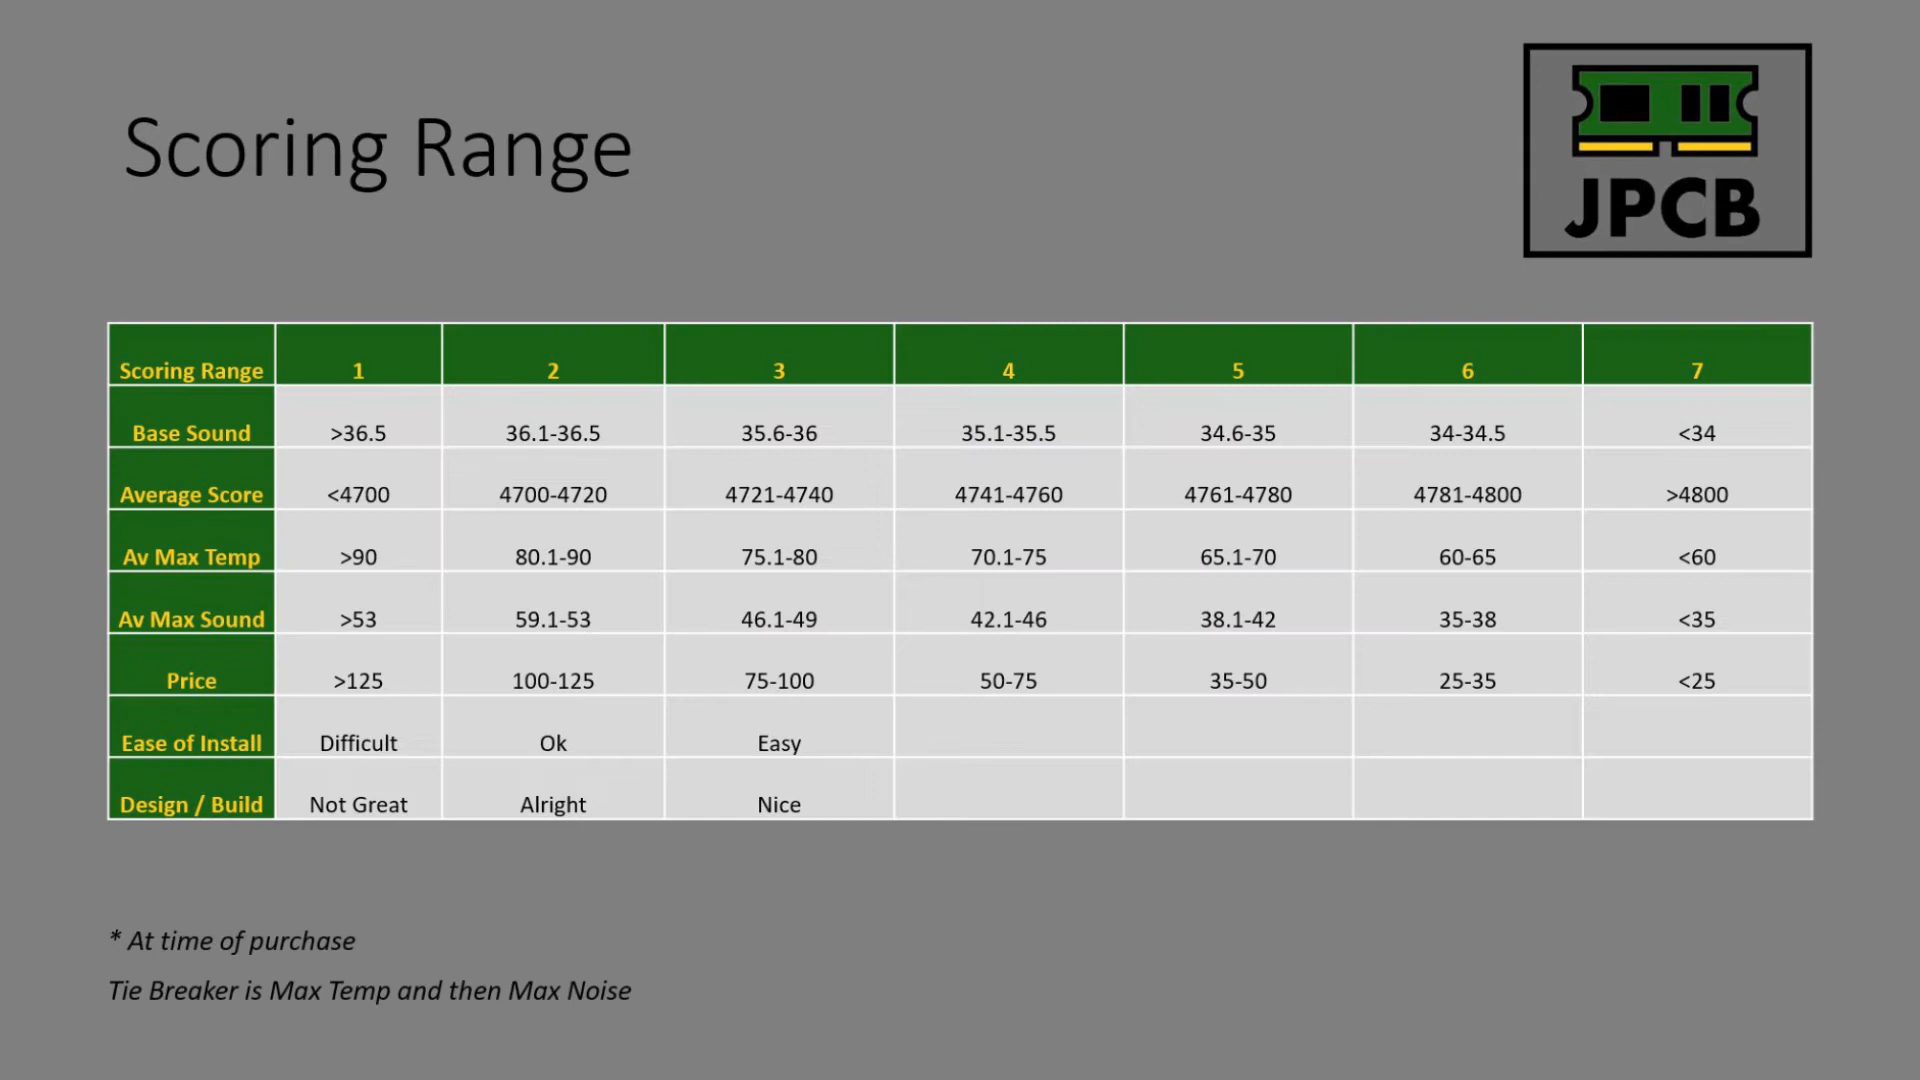 Scoring Range
JPCB
Scoring Range 1 2 3 4 5 6 7
Base Sound >36.5 36.1-36.5 35.6-36 35.1-35.5 34.6-35 34-34.5 <34
Average Score <4700 4700-4720 4721-4740 4741-4760 4761-4780 4781-4800 >4800
Av Max Temp >90 80.1-90 75.1-80 70.1-75 65.1-70 60-65 <60
Av Max Sound >53 59.1-53 46.1-49 42.1-46 38.1-42 35-38 <35
Price >125 100-125 75-100 50-75 35-50 25-35 <25
Ease of Install Difficult Ok Easy
Design / Build Not Great Alright Nice
* At time of purchase
Tie Breaker is Max Temp and then Max Noise